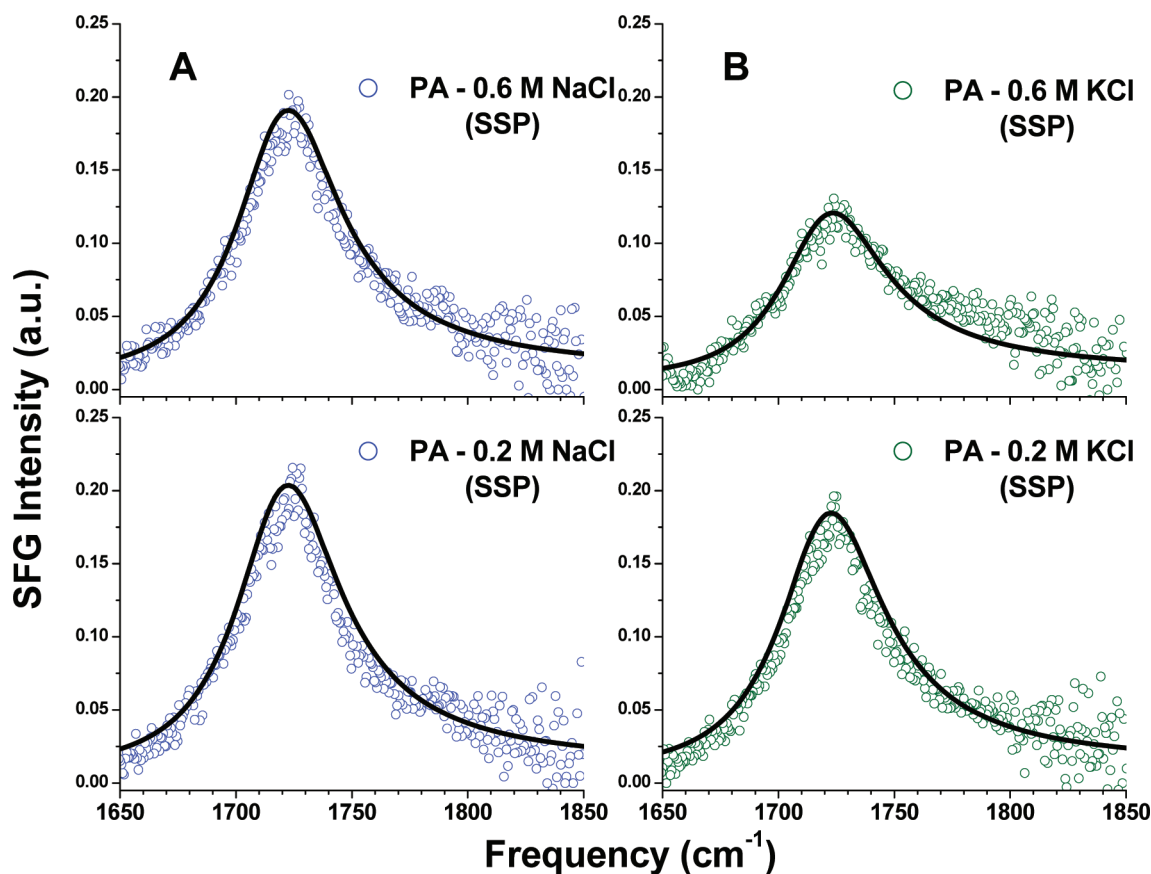 A
PA - 0.6 M NaCl
(SSP)
0.25
0.20
0.15
0.10
0.05
0.00
B
PA - 0.6 M KCl
(SSP)
0.25
0.20
0.15
0.10
0.05
0.00
PA - 0.2 M NaCl
(SSP)
0.25
0.20
0.15
0.10
0.05
0.00
1650 1700 1750 1800 1850
PA - 0.2 M KCl
(SSP)
0.25
0.20
0.15
0.10
0.05
0.00
1650 1700 1750 1800 1850
SFG Intensity (a.u.)
Frequency (cm⁻¹)